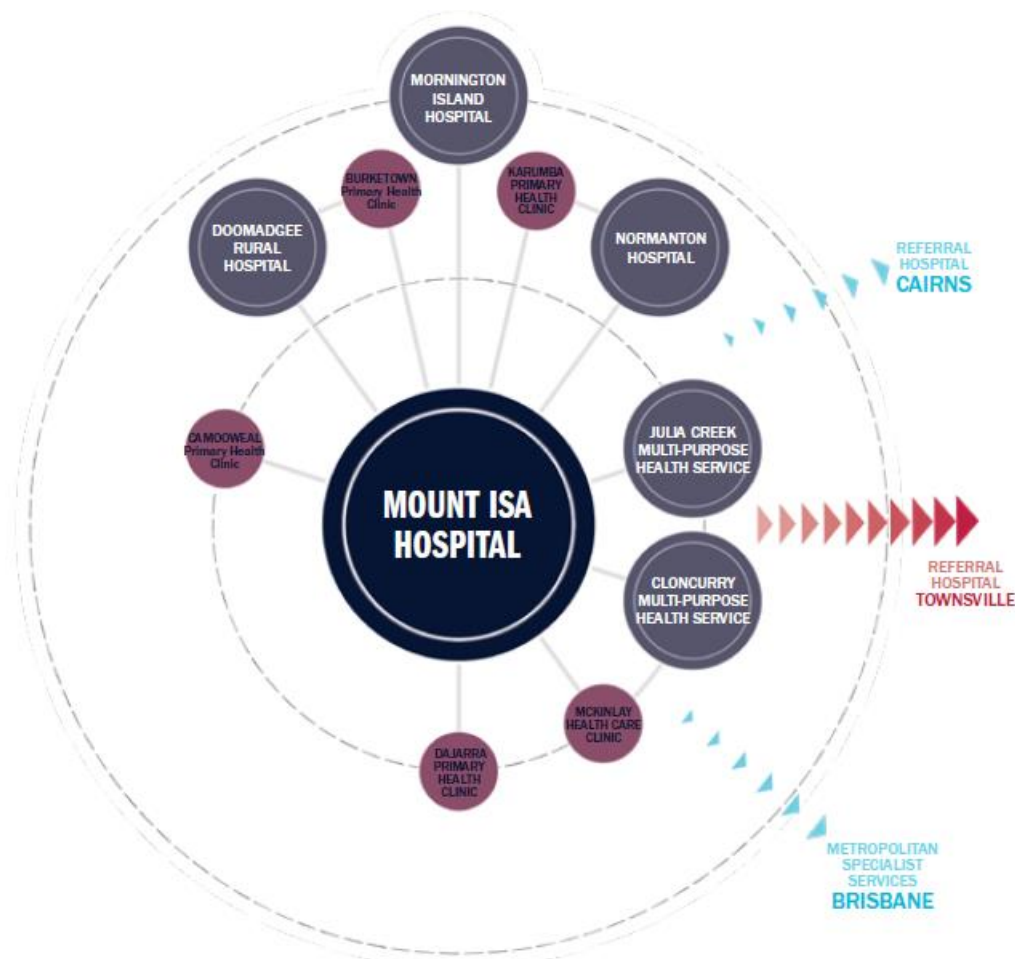 MORNINGTON
ISLAND
HOSPITAL
BURKETOWN
Primary Health
Clinic
KARUMBA
PRIMARY
HEALTH
CLINIC
DOOMADGEE
RURAL
HOSPITAL
NORMANTON
HOSPITAL
REFERRAL
HOSPITAL
CAIRNS
CAMOOWEAL
Primary Health
Clinic
JULIA CREEK
MULTI-PURPOSE
HEALTH SERVICE
MOUNT ISA
HOSPITAL
CLONCURRY
MULTI-PURPOSE
HEALTH SERVICE
REFERRAL
HOSPITAL
TOWNSVILLE
MCKINLAY
HEALTH CARE
CLINIC
DAJARRA
PRIMARY
HEALTH
CLINIC
METROPOLITAN
SPECIALIST
SERVICES
BRISBANE